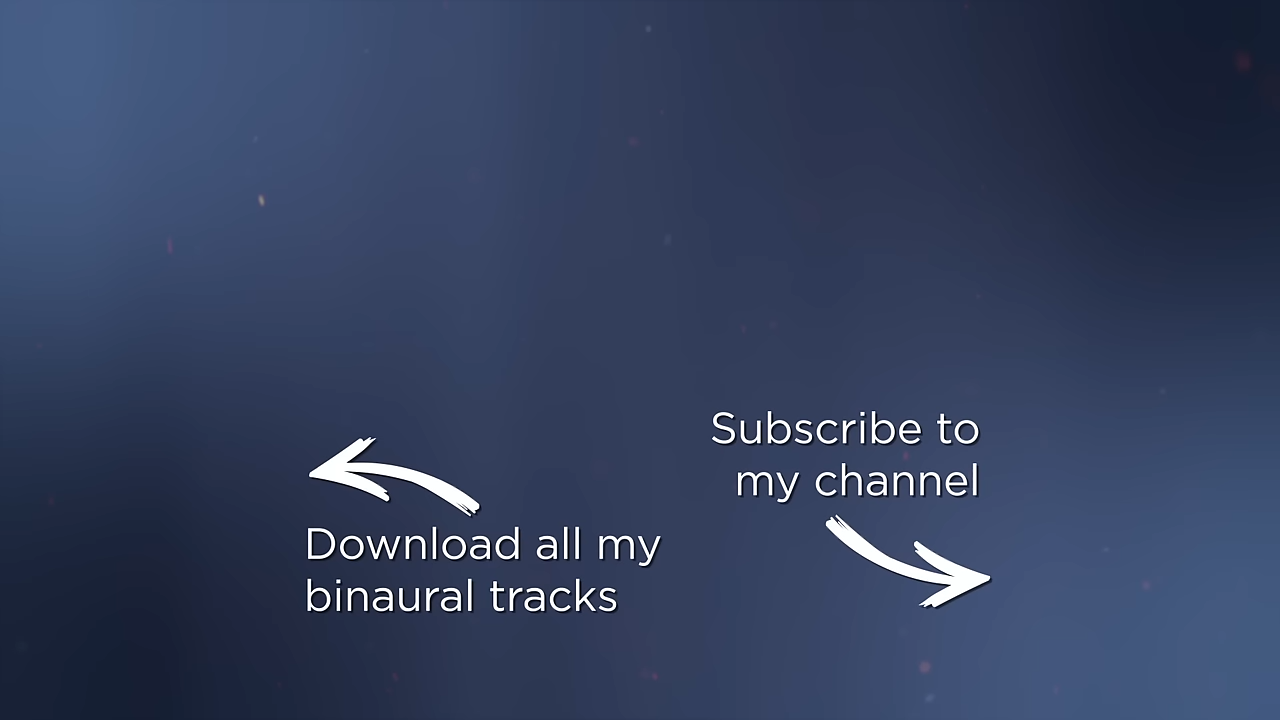 Subscribe to
my channel
Download all my
binaural tracks